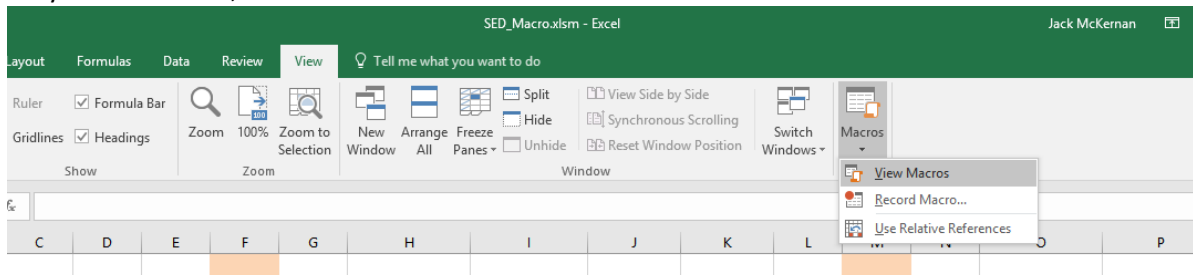 SED_Macro.xlsm - Excel
Jack McKernan
Layout Formulas Data Review View Tell me what you want to do
Ruler
Formula Bar
Gridlines
Headings
Show
Zoom
100%
Zoom to
Selection
Zoom
New
Window
Arrange
All
Freeze
Panes
Split
Hide
Unhide
View Side by Side
Synchronous Scrolling
Reset Window Position
Switch
Windows
Window
Macros
View Macros
Record Macro...
Use Relative References
fx
C D E F G H I J K L M N O P